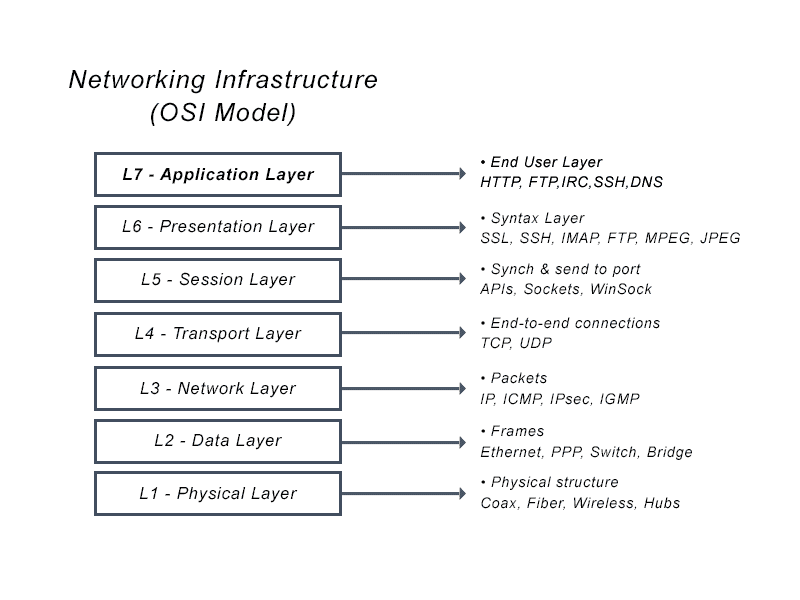 Networking Infrastructure
(OSI Model)
L7 - Application Layer
• End User Layer
HTTP, FTP,IRC,SSH,DNS
L6 - Presentation Layer
• Syntax Layer
SSL, SSH, IMAP, FTP, MPEG, JPEG
L5 - Session Layer
• Synch & send to port
APIs, Sockets, WinSock
L4 - Transport Layer
• End-to-end connections
TCP, UDP
L3 - Network Layer
• Packets
IP, ICMP, IPsec, IGMP
L2 - Data Layer
• Frames
Ethernet, PPP, Switch, Bridge
L1 - Physical Layer
• Physical structure
Coax, Fiber, Wireless, Hubs